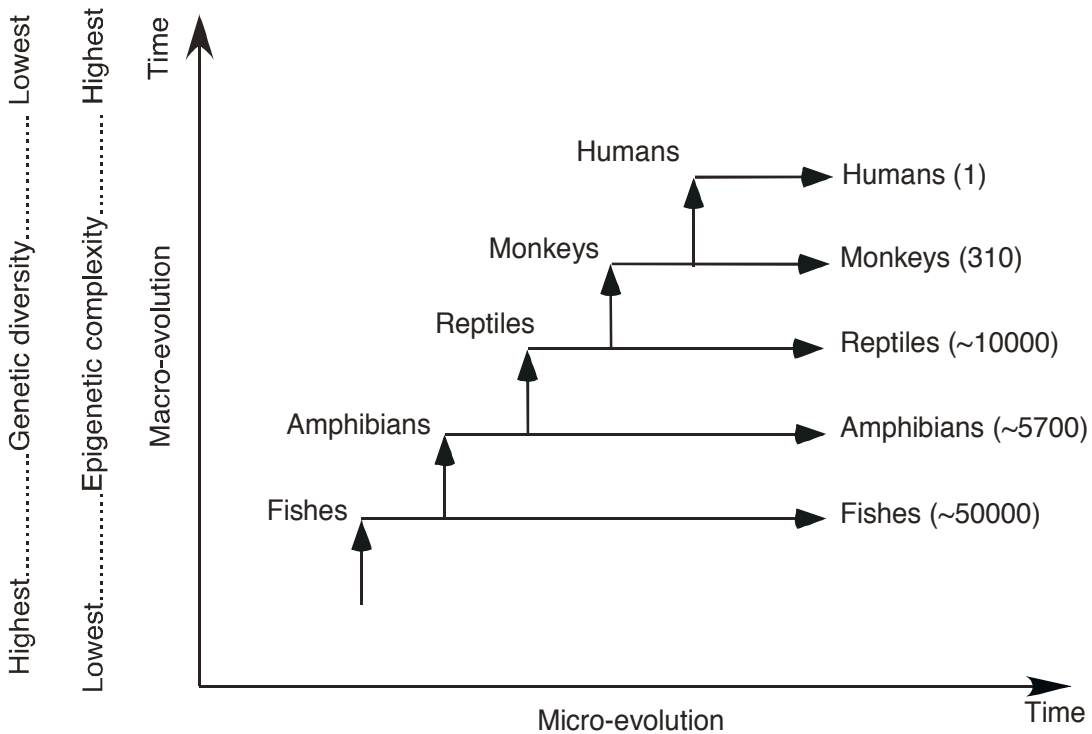 Highest......Genetic diversity......Lowest
Lowest......Epigenetic complexity......Highest
Macro-evolution
Time
Humans
Humans (1)
Monkeys
Monkeys (310)
Reptiles
Reptiles (~10000)
Amphibians
Amphibians (~5700)
Fishes
Fishes (~50000)
Micro-evolution
Time